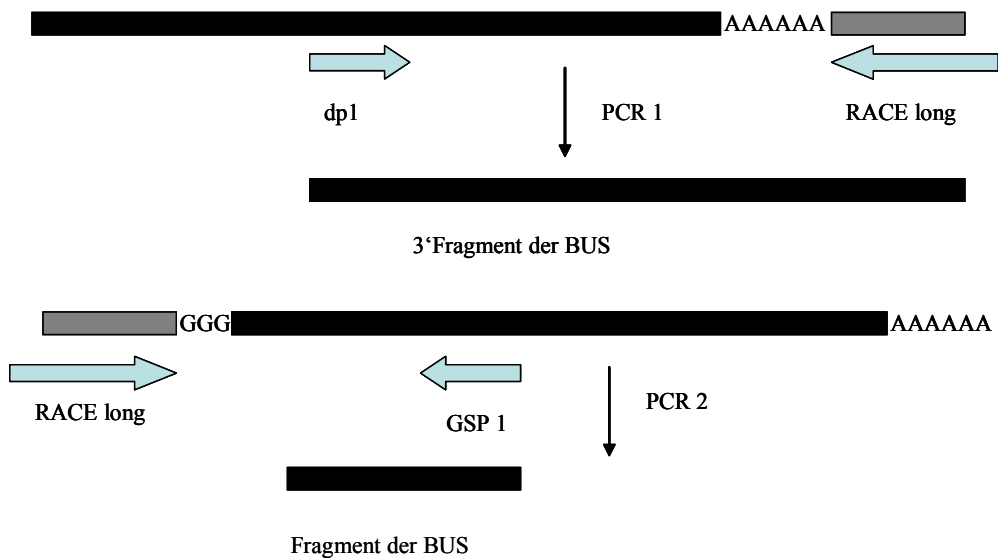 AAAAAA
dp1
PCR 1
RACE long
3‘Fragment der BUS
GGG
AAAAAA
RACE long
GSP 1
PCR 2
Fragment der BUS